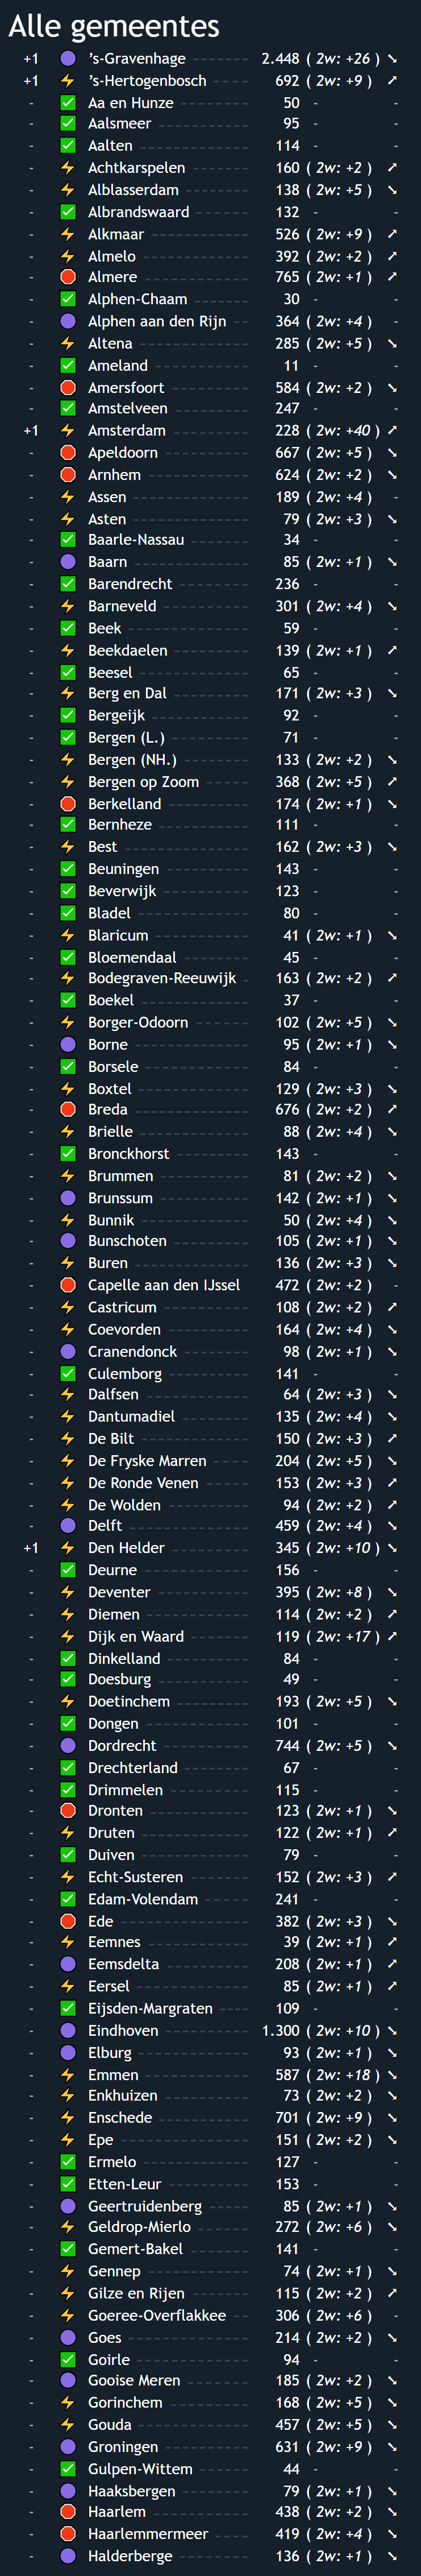 Alle gemeentes
+1 's-Gravenhage 2.448 ( 2w: +26 ) ➘
+1 ⚡ 's-Hertogenbosch 692 ( 2w: +9 ) ➚
- ✅ Aa en Hunze 50 - -
- ✅ Aalsmeer 95 - -
- ✅ Aalten 114 - -
- ⚡ Achtkarspelen 160 ( 2w: +2 ) ➚
- ⚡ Alblasserdam 138 ( 2w: +5 ) ➘
- ✅ Albrandswaard 132 - -
- ⚡ Alkmaar 526 ( 2w: +9 ) ➚
- ⚡ Almelo 392 ( 2w: +2 ) ➚
- Almere 765 ( 2w: +1 ) ➚
- ✅ Alphen-Chaam 30 - -
- Alphen aan den Rijn 364 ( 2w: +4 ) -
- ⚡ Altena 285 ( 2w: +5 ) ➘
- ✅ Ameland 11 - -
- Amersfoort 584 ( 2w: +2 ) ➘
- ✅ Amstelveen 247 - -
+1 ⚡ Amsterdam 228 ( 2w: +40 ) ➚
- Apeldoorn 667 ( 2w: +5 ) ➘
- Arnhem 624 ( 2w: +2 ) ➘
- ⚡ Assen 189 ( 2w: +4 ) -
- ⚡ Asten 79 ( 2w: +3 ) ➘
- ✅ Baarle-Nassau 34 - -
- Baarn 85 ( 2w: +1 ) ➘
- ✅ Barendrecht 236 - -
- ⚡ Barneveld 301 ( 2w: +4 ) ➘
- ✅ Beek 59 - -
- ⚡ Beekdaelen 139 ( 2w: +1 ) ➚
- ✅ Beesel 65 - -
- ⚡ Berg en Dal 171 ( 2w: +3 ) ➘
- ✅ Bergeijk 92 - -
- ✅ Bergen (L.) 71 - -
- ⚡ Bergen (NH.) 133 ( 2w: +2 ) ➘
- ⚡ Bergen op Zoom 368 ( 2w: +5 ) ➚
- Berkelland 174 ( 2w: +1 ) ➘
- ✅ Bernheze 111 - -
- ⚡ Best 162 ( 2w: +3 ) ➘
- ✅ Beuningen 143 - -
- ✅ Beverwijk 123 - -
- ✅ Bladel 80 - -
- ⚡ Blaricum 41 ( 2w: +1 ) ➘
- ✅ Bloemendaal 45 - -
- ⚡ Bodegraven-Reeuwijk 163 ( 2w: +2 ) ➚
- ✅ Boekel 37 - -
- ⚡ Borger-Odoorn 102 ( 2w: +5 ) ➘
- Borne 95 ( 2w: +1 ) ➘
- ✅ Borsele 84 - -
- ⚡ Boxtel 129 ( 2w: +3 ) ➘
- Breda 676 ( 2w: +2 ) ➚
- ⚡ Brielle 88 ( 2w: +4 ) ➘
- ✅ Bronckhorst 143 - -
- ⚡ Brummen 81 ( 2w: +2 ) ➘
- Brunssum 142 ( 2w: +1 ) ➘
- ⚡ Bunnik 50 ( 2w: +4 ) ➘
- Bunschoten 105 ( 2w: +1 ) ➘
- ⚡ Buren 136 ( 2w: +3 ) ➘
- Capelle aan den IJssel 472 ( 2w: +2 ) -
- ⚡ Castricum 108 ( 2w: +2 ) ➚
- ⚡ Coevorden 164 ( 2w: +4 ) ➘
- Cranendonck 98 ( 2w: +1 ) ➘
- ✅ Culemborg 141 - -
- ⚡ Dalfsen 64 ( 2w: +3 ) ➘
- ⚡ Dantumadiel 135 ( 2w: +4 ) ➘
- ⚡ De Bilt 150 ( 2w: +3 ) ➚
- ⚡ De Fryske Marren 204 ( 2w: +5 ) ➘
- ⚡ De Ronde Venen 153 ( 2w: +3 ) ➚
- ⚡ De Wolden 94 ( 2w: +2 ) ➚
- Delft 459 ( 2w: +4 ) ➘
+1 ⚡ Den Helder 345 ( 2w: +10 ) ➘
- ✅ Deurne 156 - -
- ⚡ Deventer 395 ( 2w: +8 ) ➘
- ⚡ Diemen 114 ( 2w: +2 ) ➚
- ⚡ Dijk en Waard 119 ( 2w: +17 ) ➚
- ✅ Dinkelland 84 - -
- ✅ Doesburg 49 - -
- ⚡ Doetinchem 193 ( 2w: +5 ) ➘
- ✅ Dongen 101 - -
- Dordrecht 744 ( 2w: +5 ) ➘
- ✅ Drechterland 67 - -
- ✅ Drimmelen 115 - -
- Dronten 123 ( 2w: +1 ) ➘
- ⚡ Druten 122 ( 2w: +1 ) ➚
- ✅ Duiven 79 - -
- ⚡ Echt-Susteren 152 ( 2w: +3 ) ➚
- ✅ Edam-Volendam 241 - -
- Ede 382 ( 2w: +3 ) ➘
- ⚡ Eemnes 39 ( 2w: +1 ) ➚
- Eemsdelta 208 ( 2w: +1 ) ➚
- ⚡ Eersel 85 ( 2w: +1 ) ➚
- ✅ Eijsden-Margraten 109 - -
- Eindhoven 1.300 ( 2w: +10 ) ➘
- Elburg 93 ( 2w: +1 ) ➘
- ⚡ Emmen 587 ( 2w: +18 ) ➘
- ⚡ Enkhuizen 73 ( 2w: +2 ) ➘
- ⚡ Enschede 701 ( 2w: +9 ) ➘
- ⚡ Epe 151 ( 2w: +2 ) ➘
- ✅ Ermelo 127 - -
- ✅ Etten-Leur 153 - -
- Geertruidenberg 85 ( 2w: +1 ) ➘
- ⚡ Geldrop-Mierlo 272 ( 2w: +6 ) ➘
- ✅ Gemert-Bakel 141 - -
- ⚡ Gennep 74 ( 2w: +1 ) ➘
- ⚡ Gilze en Rijen 115 ( 2w: +2 ) ➚
- ⚡ Goeree-Overflakkee 306 ( 2w: +6 ) -
- Goes 214 ( 2w: +2 ) ➘
- ✅ Goirle 94 - -
- Gooise Meren 185 ( 2w: +2 ) ➘
- ⚡ Gorinchem 168 ( 2w: +5 ) ➘
- ⚡ Gouda 457 ( 2w: +5 ) ➘
- Groningen 631 ( 2w: +9 ) ➘
- ✅ Gulpen-Wittem 44 - -
- Haaksbergen 79 ( 2w: +1 ) ➘
- Haarlem 438 ( 2w: +2 ) ➘
- Haarlemmermeer 419 ( 2w: +4 ) ➘
- Halderberge 136 ( 2w: +1 ) ➘